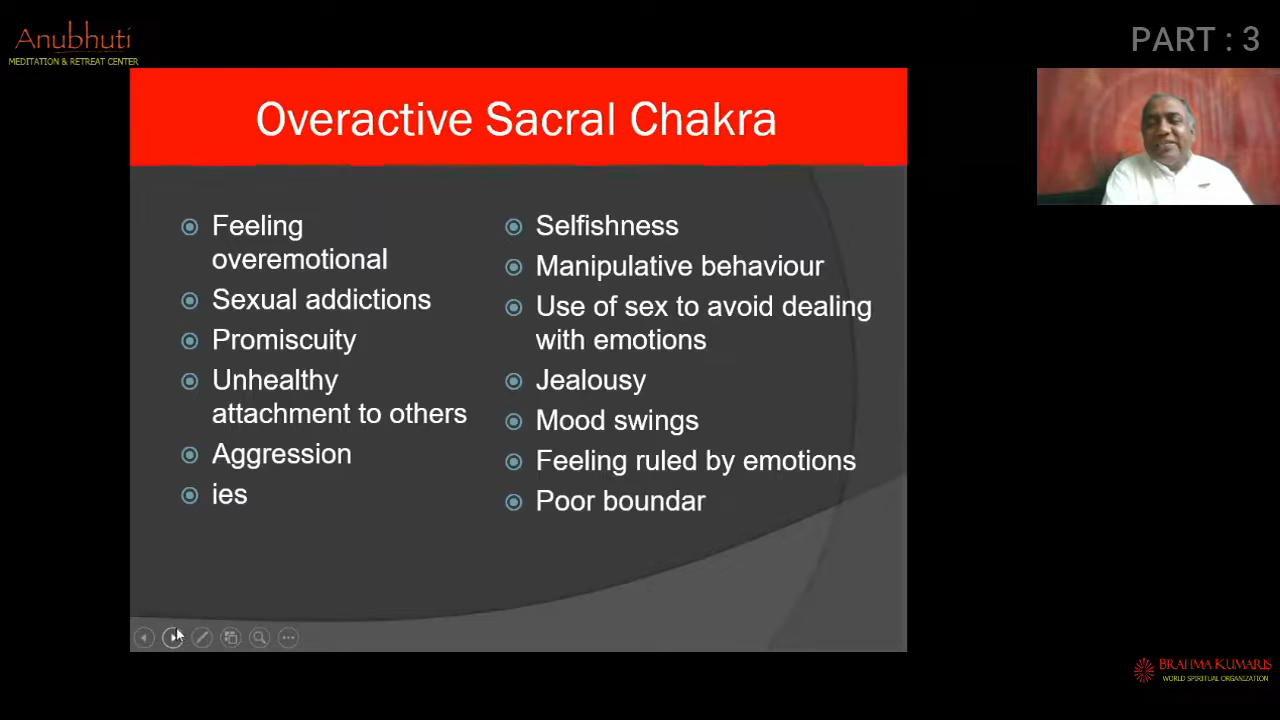 Anubhuti
MEDITATION & RETREAT CENTER
PART : 3
Overactive Sacral Chakra
Feeling
overemotional
Sexual addictions
Promiscuity
Unhealthy
attachment to others
Aggression
ies
Selfishness
Manipulative behaviour
Use of sex to avoid dealing
with emotions
Jealousy
Mood swings
Feeling ruled by emotions
Poor boundar
BRAHMA KUMARIS
WORLD SPIRITUAL ORGANIZATION